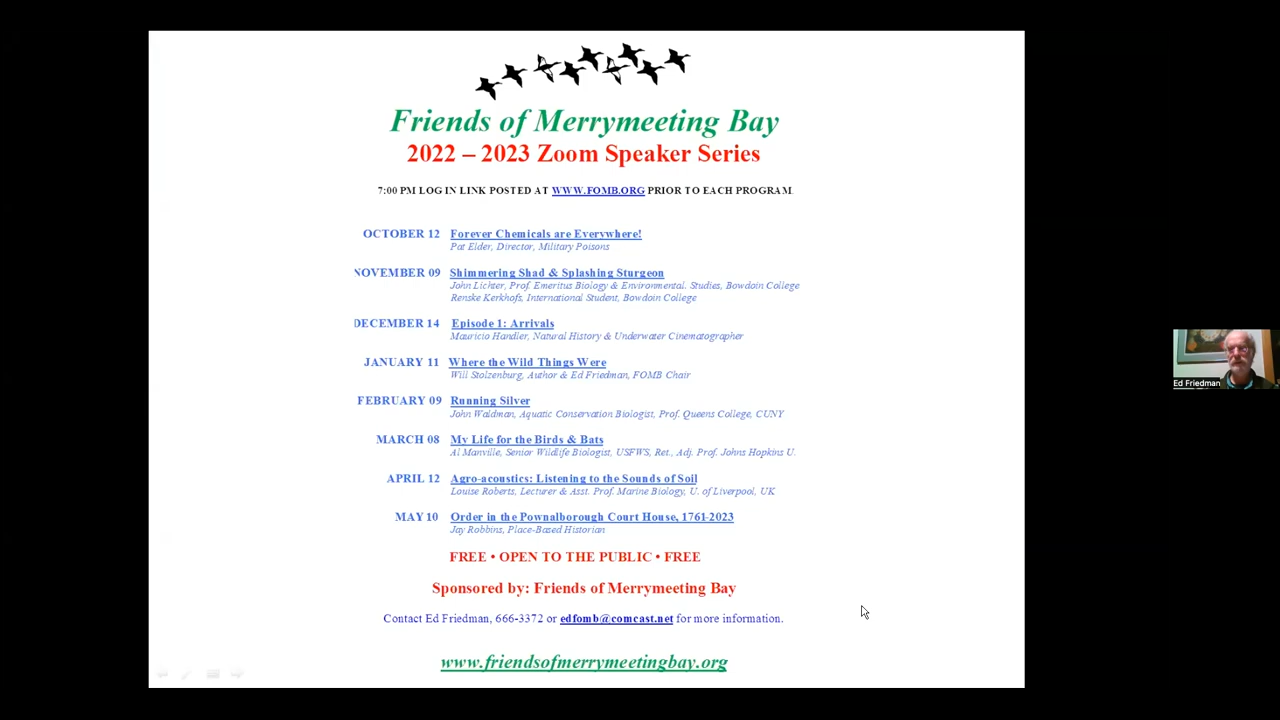 Friends of Merrymeeting Bay
2022 – 2023 Zoom Speaker Series
7:00 PM LOG IN LINK POSTED AT WWW.FOMB.ORG PRIOR TO EACH PROGRAM.
OCTOBER 12 Forever Chemicals are Everywhere!
Pat Elder, Director, Military Poisons
NOVEMBER 09 Shimmering Shad & Splashing Sturgeon
John Lichter, Prof. Emeritus Biology & Environmental. Studies, Bowdoin College
Renske Kerkhofs, International Student, Bowdoin College
DECEMBER 14 Episode 1: Arrivals
Mauricio Handler, Natural History & Underwater Cinematographer
JANUARY 11 Where the Wild Things Were
Will Stolzenburg, Author & Ed Friedman, FOMB Chair
FEBRUARY 09 Running Silver
John Waldman, Aquatic Conservation Biologist, Prof. Queens College, CUNY
MARCH 08 My Life for the Birds & Bats
Al Manville, Senior Wildlife Biologist, USFWS, Ret., Adj. Prof. Johns Hopkins U.
APRIL 12 Agro-acoustics: Listening to the Sounds of Soil
Louise Roberts, Lecturer & Asst. Prof. Marine Biology, U. of Liverpool, UK
MAY 10 Order in the Pownalborough Court House, 1761-2023
Jay Robbins, Place-Based Historian
FREE • OPEN TO THE PUBLIC • FREE
Sponsored by: Friends of Merrymeeting Bay
Contact Ed Friedman, 666-3372 or edfomb@comcast.net for more information.
www.friendsofmerrymeetingbay.org
Ed Friedman